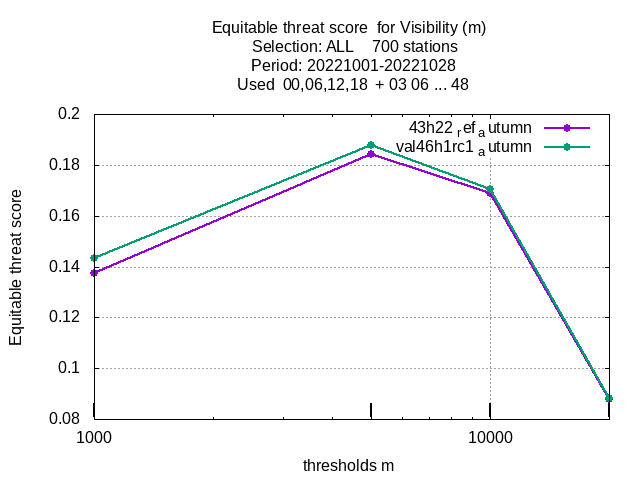 Equitable threat score  for Visibility (m)
Selection: ALL    700 stations
Period: 20221001-20221028
Used  00,06,12,18  + 03 06 ... 48
0.2
0.18
0.16
0.14
0.12
0.1
0.08
Equitable threat score
43h22 ref autumn
val46h1rc1 autumn
1000
10000
thresholds m